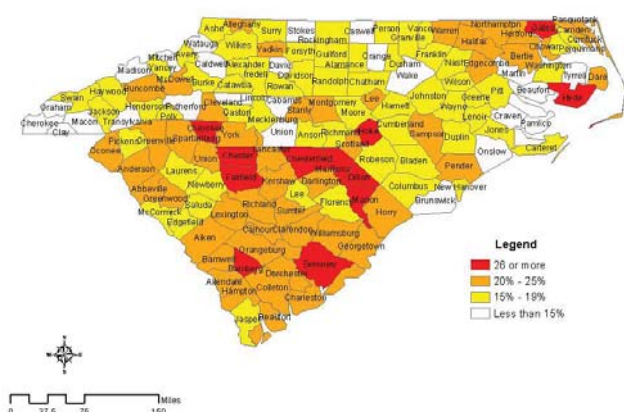 Ashe Alleghany Surry Stokes Rockingham Caswell Person Vance Granville Warren Northampton Gates Pasquotank
Hertford Halifax Camden Currituck
Watauga Wilkes Yadkin Forsyth Guilford Orange Franklin Bertie Chowan Perquimans
Mitchell Avery Caldwell Alexander Davie Alamance Durham Nash Edgecombe Martin Washington Tyrrell Dare
Madison Yancey Iredell Davidson Wake Wilson
Burke Catawba Rowan Randolph Chatham Pitt Beaufort Hyde
Haywood Buncombe McDowell Lincoln Johnston Greene
Swain Rutherford Cabarrus Montgomery Lee Harnett Wayne Craven
Graham Jackson Henderson Polk Cleveland Gaston Stanly Moore Lenoir Pamlico
Cherokee Macon Transylvania Mecklenburg Jones
Clay Cherokee Union Anson Richmond Hoke Cumberland Sampson Duplin Carteret
Pickens Greenville Spartanburg York Scotland Onslow
Oconee Lancaster Robeson Bladen
Union Chester Chesterfield Marlboro Dillon Pender
Anderson Laurens Fairfield Kershaw Darlington Columbus New Hanover
Abbeville Newberry Lee Florence Marion Brunswick
Greenwood Saluda Richland Sumter Horry
McCormick Lexington
Edgefield Calhoun Clarendon Williamsburg
Aiken Orangeburg Georgetown
Barnwell Bamberg Berkeley
Allendale Dorchester
Hampton Colleton Charleston
Jasper Beaufort
Legend
26 or more
20% - 25%
15% - 19%
Less than 15%
N
W E
S
Miles
0 37.5 75 150